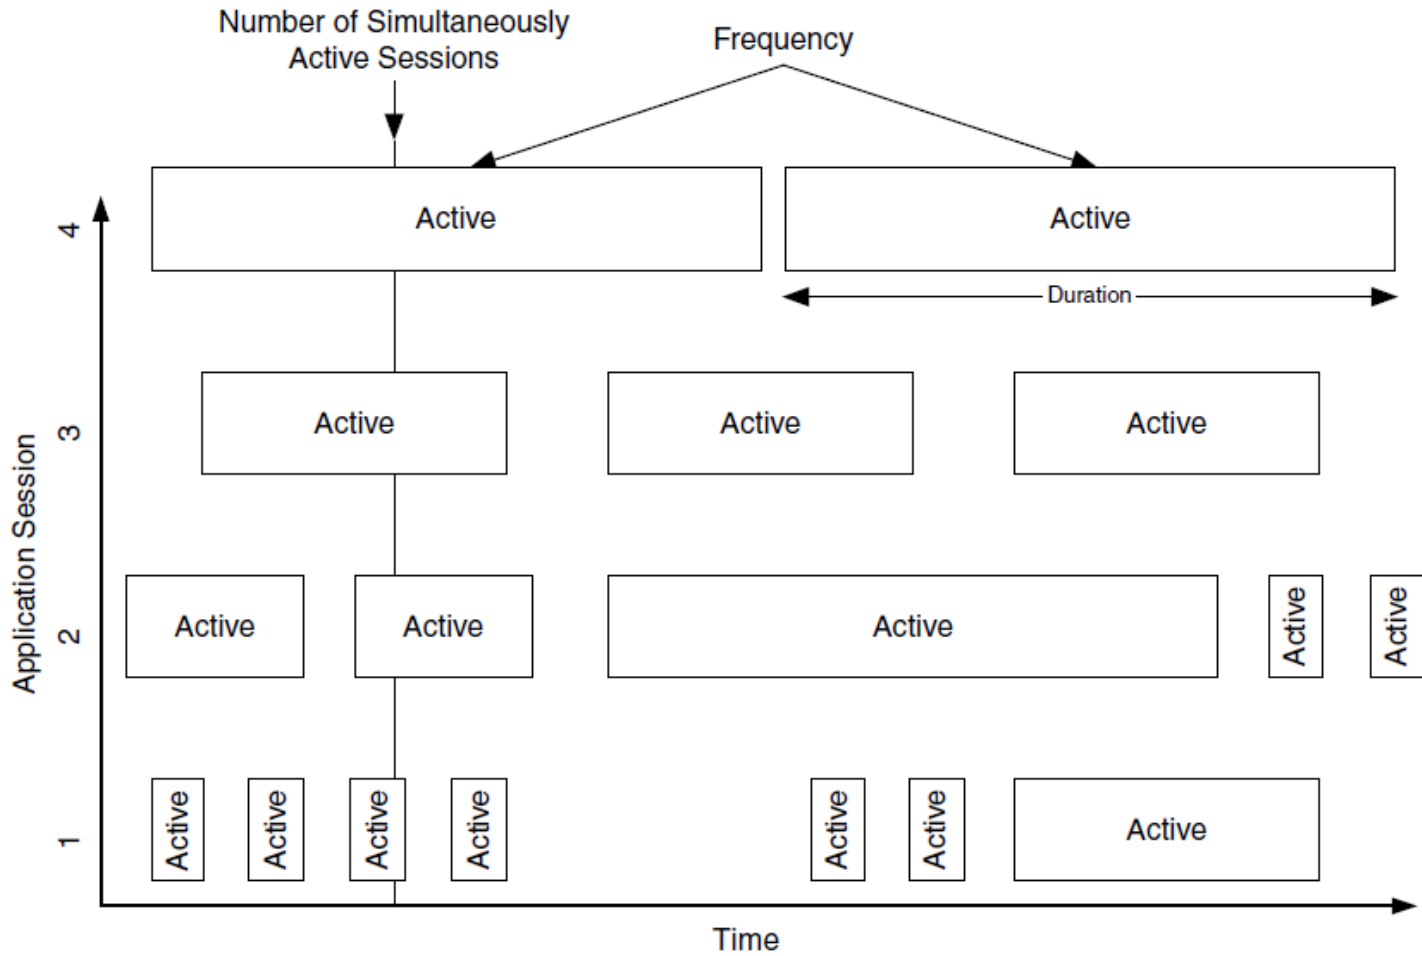 Number of Simultaneously
Active Sessions
Frequency
Active
Active
4
Duration
Active
Active
Active
3
Active
Active
Active
Active
Active
2
Active
Active
Active
Active
Active
Active
Active
1
Application Session
Time